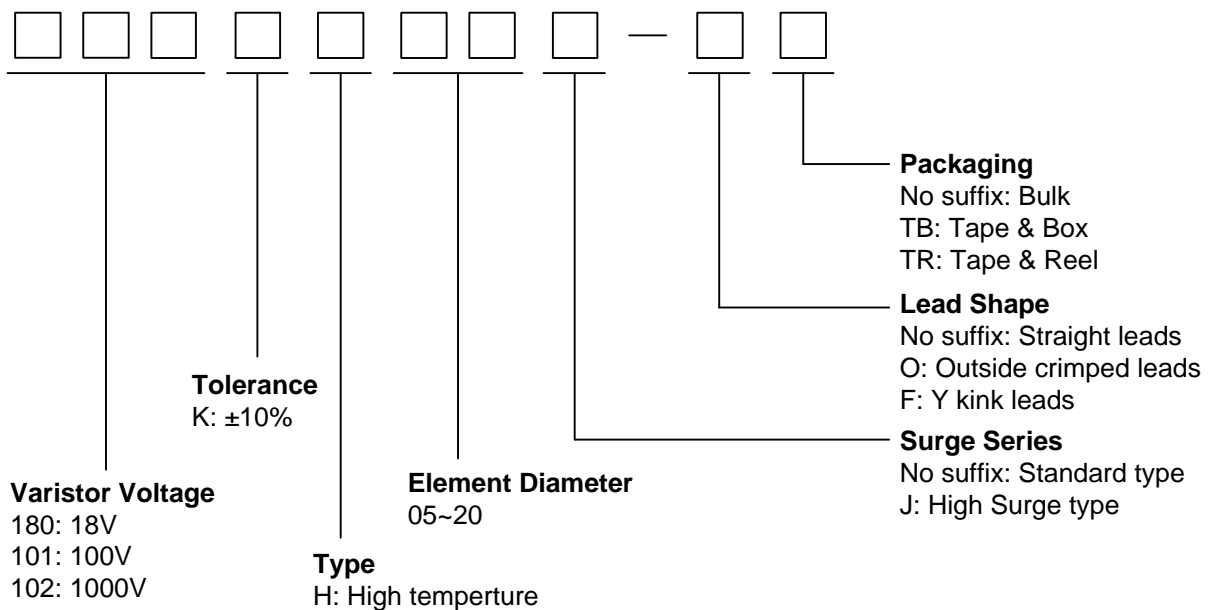 Packaging
No suffix: Bulk
TB: Tape & Box
TR: Tape & Reel
Lead Shape
No suffix: Straight leads
O: Outside crimped leads
F: Y kink leads
Surge Series
No suffix: Standard type
J: High Surge type
Tolerance
K: ±10%
Element Diameter
05~20
Varistor Voltage
180: 18V
101: 100V
102: 1000V
Type
H: High temperture